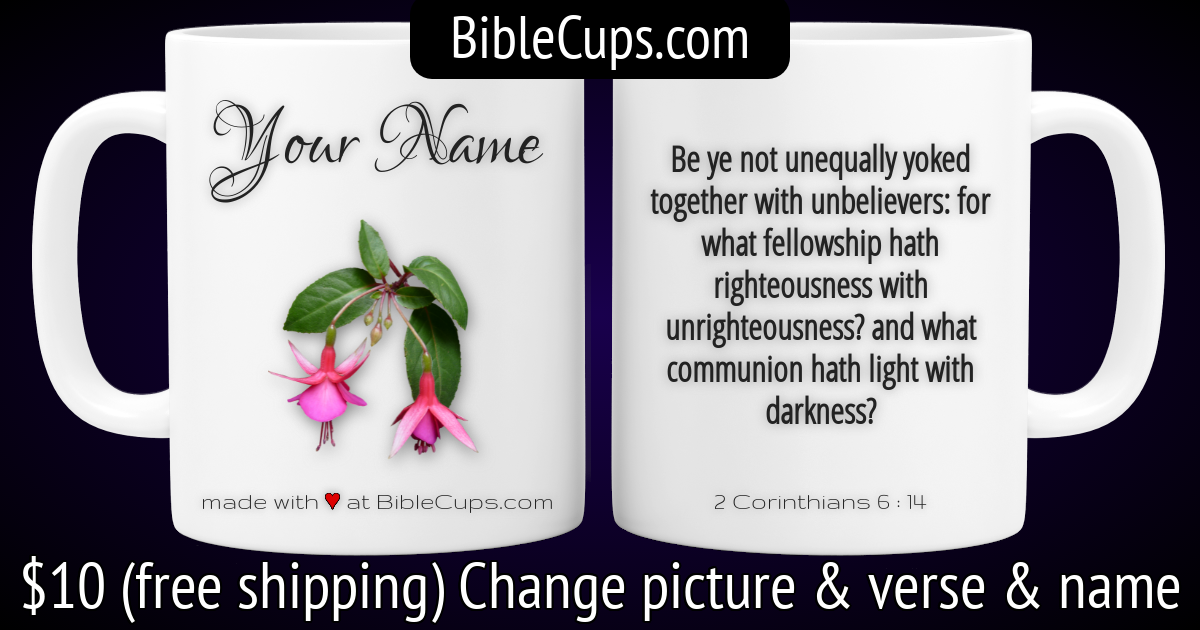 BibleCups.com
Your Name
made with ♥ at BibleCups.com
Be ye not unequally yoked
together with unbelievers: for
what fellowship hath
righteousness with
unrighteousness? and what
communion hath light with
darkness?
2 Corinthians 6 : 14
$10 (free shipping) Change picture & verse & name